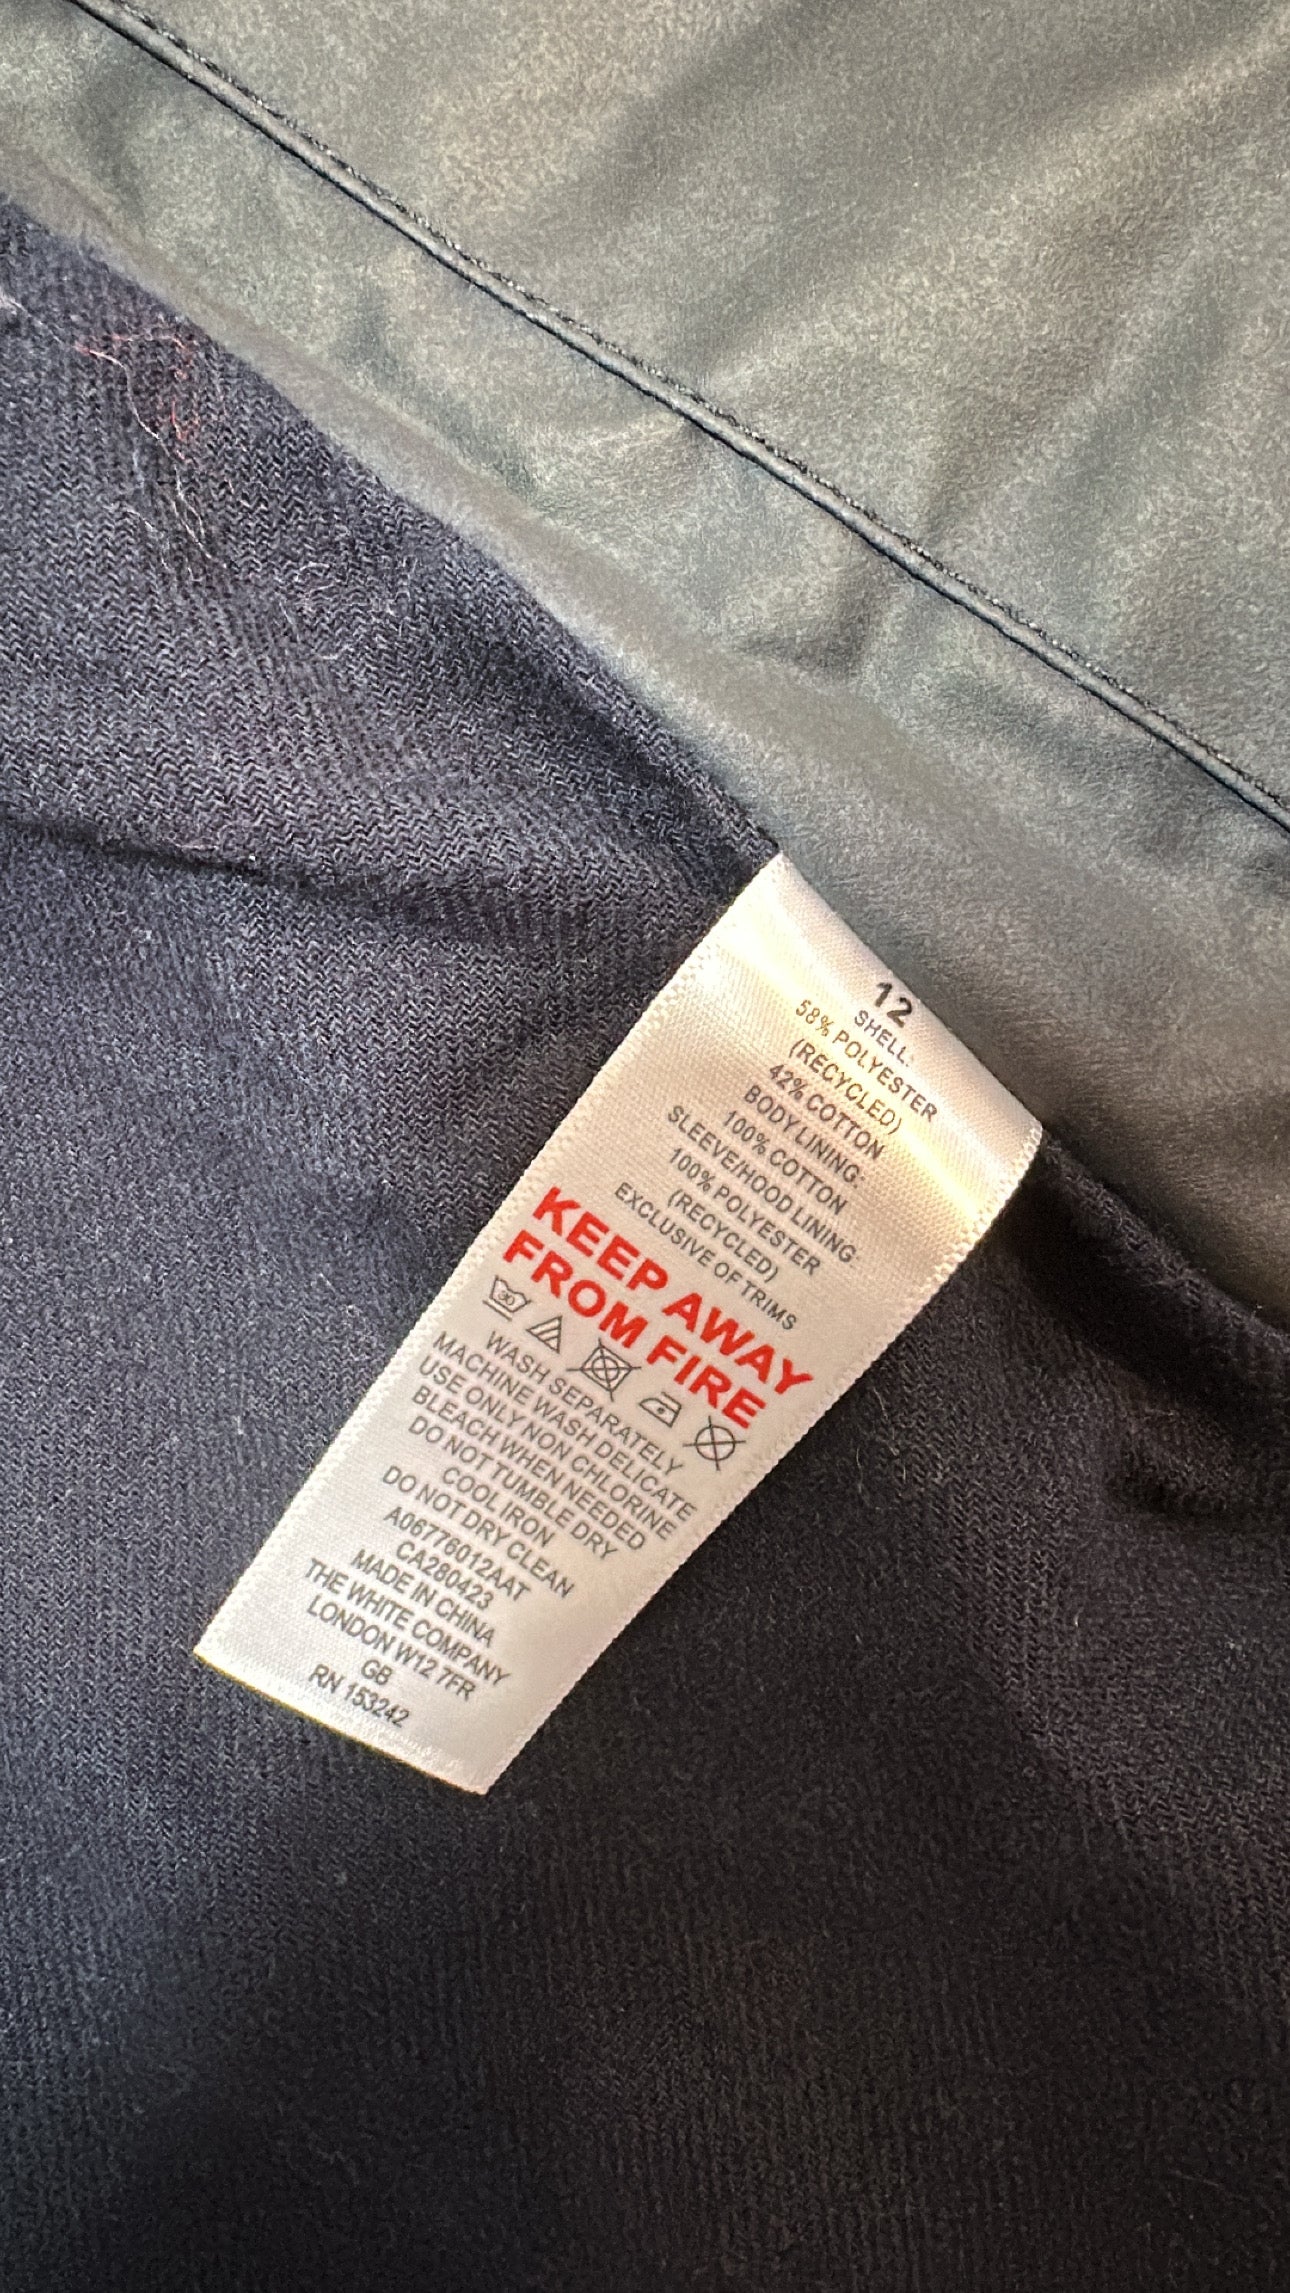 12
SHELL:
58% POLYESTER
(RECYCLED)
42% COTTON
BODY LINING:
100% COTTON
SLEEVE/HOOD LINING:
100% POLYESTER
(RECYCLED)
EXCLUSIVE OF TRIMS
KEEP AWAY
FROM FIRE
30
WASH SEPARATELY
MACHINE WASH DELICATE
USE ONLY NON CHLORINE
BLEACH WHEN NEEDED
DO NOT TUMBLE DRY
COOL IRON
DO NOT DRY CLEAN
A06776012AAT
CA280423
MADE IN CHINA
THE WHITE COMPANY
LONDON W12 7FR
GB
RN 153242